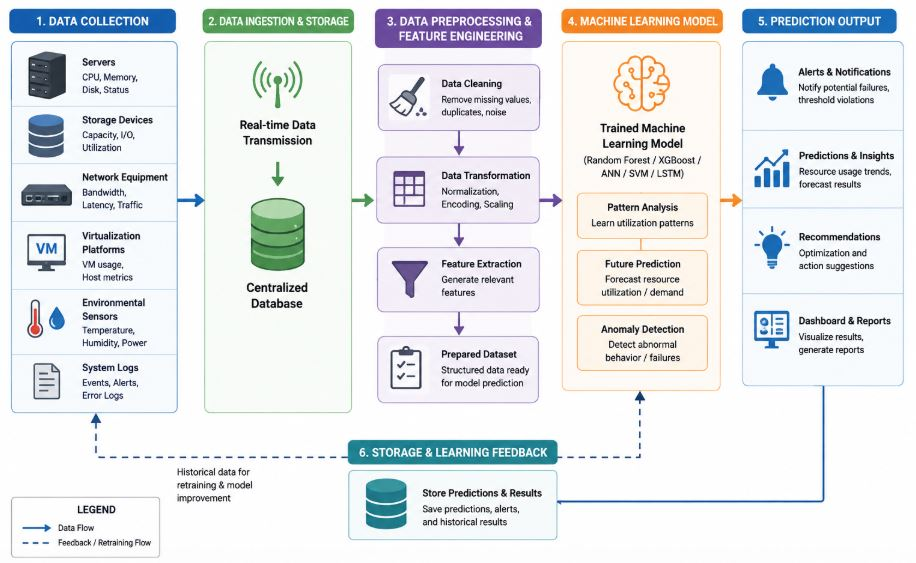 1. DATA COLLECTION
Servers
CPU, Memory,
Disk, Status
Storage Devices
Capacity, I/O,
Utilization
Network Equipment
Bandwidth,
Latency, Traffic
VM
Virtualization
Platforms
VM usage,
Host metrics
Environmental
Sensors
Temperature,
Humidity, Power
System Logs
Events, Alerts,
Error Logs
2. DATA INGESTION & STORAGE
Real-time Data
Transmission
Centralized
Database
3. DATA PREPROCESSING &
FEATURE ENGINEERING
Data Cleaning
Remove missing values,
duplicates, noise
Data Transformation
Normalization,
Encoding, Scaling
Feature Extraction
Generate relevant
features
Prepared Dataset
Structured data ready
for model prediction
4. MACHINE LEARNING MODEL
Trained Machine
Learning Model
(Random Forest / XGBoost /
ANN / SVM / LSTM)
Pattern Analysis
Learn utilization patterns
Future Prediction
Forecast resource
utilization / demand
Anomaly Detection
Detect abnormal
behavior / failures
5. PREDICTION OUTPUT
Alerts & Notifications
Notify potential failures,
threshold violations
Predictions & Insights
Resource usage trends,
forecast results
Recommendations
Optimization and
action suggestions
Dashboard & Reports
Visualize results,
generate reports
6. STORAGE & LEARNING FEEDBACK
Store Predictions & Results
Save predictions, alerts,
and historical results
Historical data for
retraining & model
improvement
LEGEND
Data Flow
Feedback / Retraining Flow